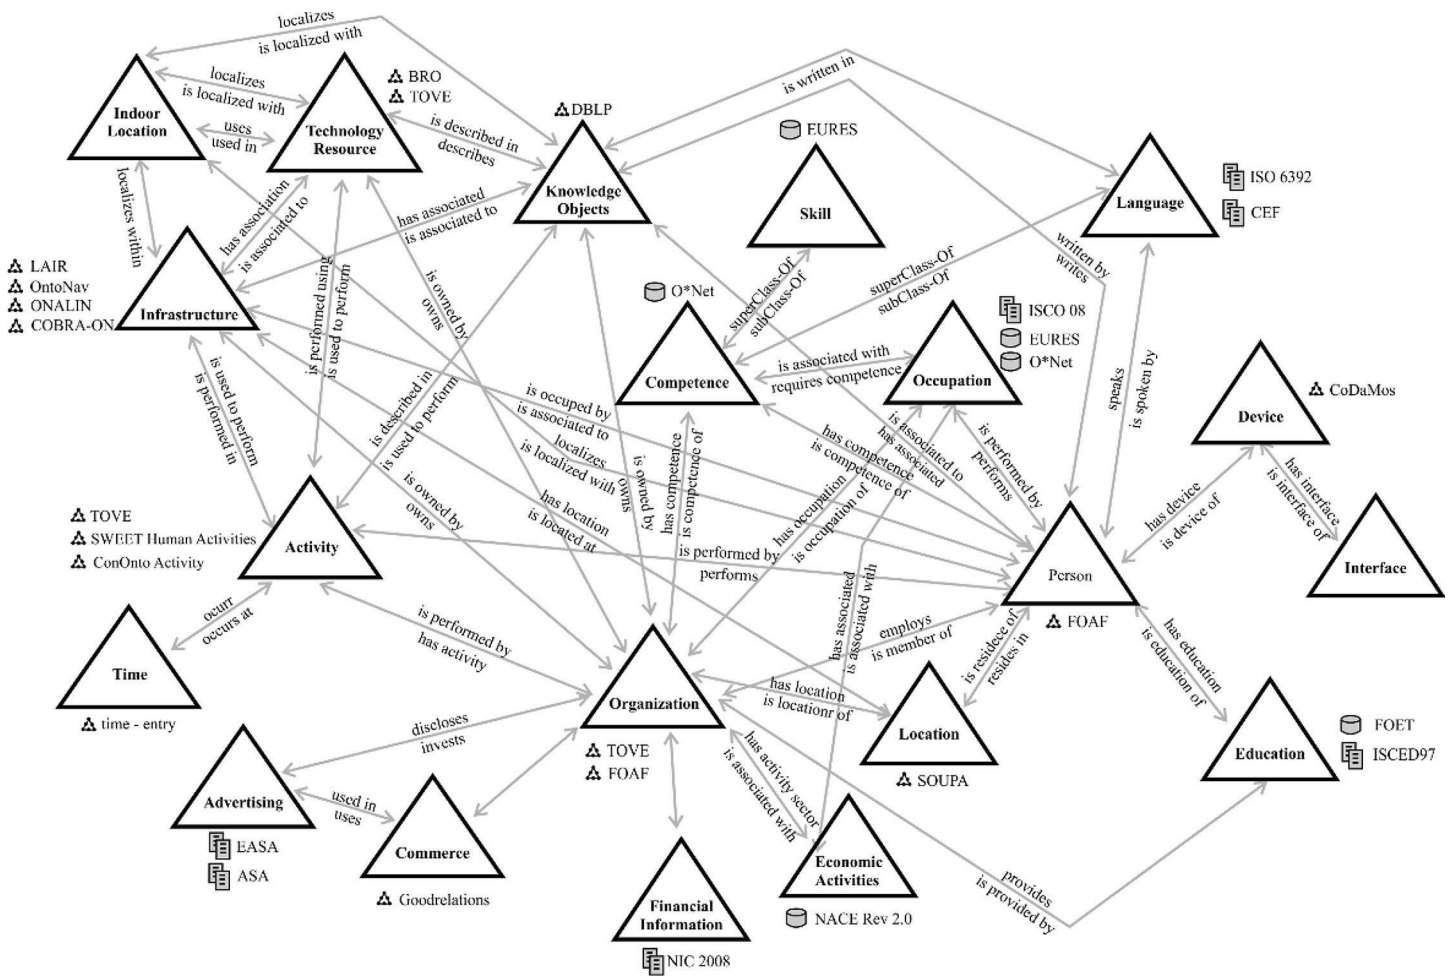 localizes
is localized with
localizes
is localized with
uses
used in
Indoor
Location
Technology
Resource
BRO
TOVE
is described in
describes
DBLP
Knowledge
Objects
is written in
EURES
Skill
Language
ISO 6392
CEF
localizes within
has association
is associated to
has associated
is associated to
LAIR
OntoNav
ONALIN
COBRA-ON
Infrastructure
is performed using
is used to perform
is owned by
owns
O*Net
superClass-Of
subClass-Of
superClass-Of
subClass-Of
written by
writes
ISCO 08
EURES
O*Net
Competence
is associated with
requires competence
Occupation
speaks
is spoken by
Device
CoDaMos
is used to perform
is performed in
is described in
is used to perform
is occuped by
is associated to
localizes
is localized with
has competence
is competence of
is associated to
has associated
is performed by
performs
has competence
is competence of
is owned by
owns
has occupation
is occupation of
has device
is device of
has interface
is interface of
Interface
TOVE
SWEET Human Activities
ConOnto Activity
Activity
is owned by
owns
has location
is located at
is performed by
performs
Person
FOAF
ocurr
occurs at
Time
time - entry
is performed by
has activity
has associated
is associated with
employs
is member of
is residece of
resides in
has education
is education of
Organization
TOVE
FOAF
has location
is locationr of
Location
SOUPA
Education
FOET
ISCED97
discloses
invests
Advertising
EASA
ASA
used in
uses
Commerce
Goodrelations
has activity sector
is associated with
Economic
Activities
NACE Rev 2.0
Financial
Information
NIC 2008
provides
is provided by